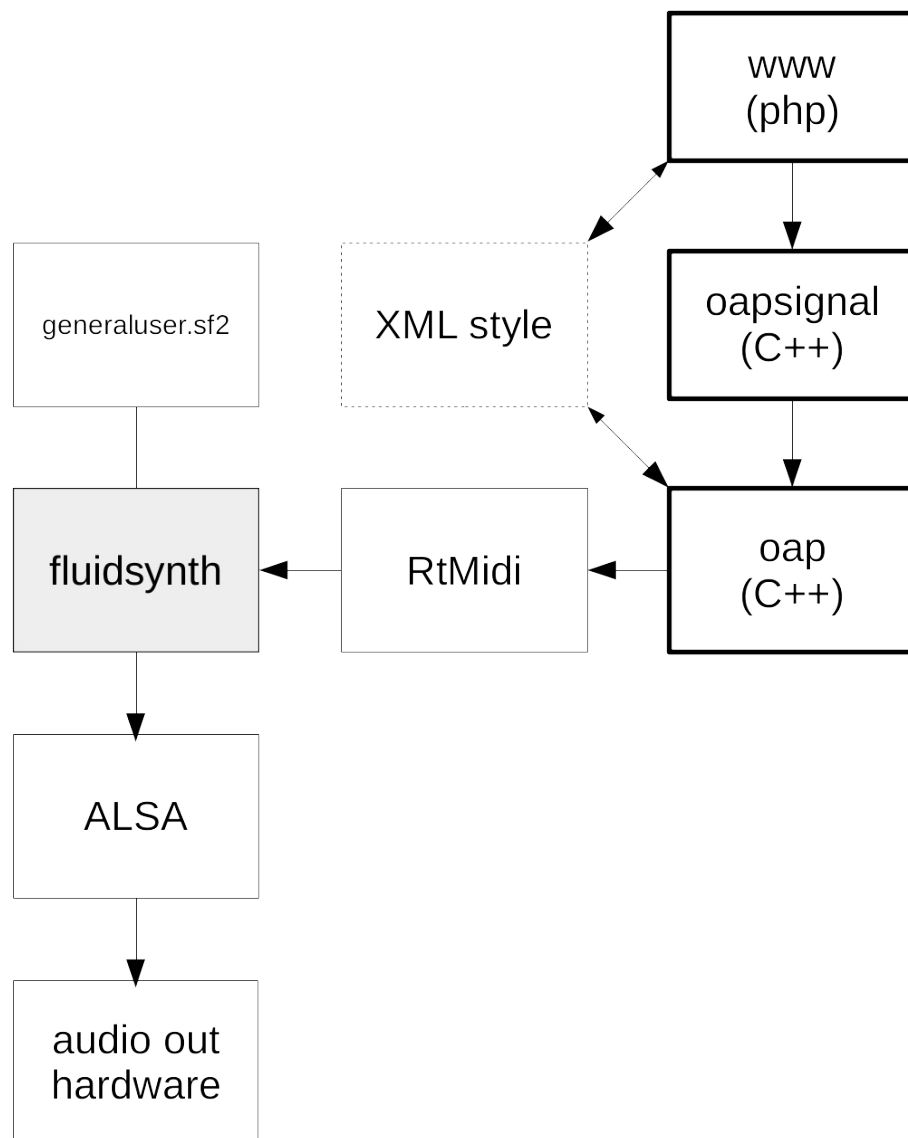 www
(php)
generaluser.sf2
XML style
oapsignal
(C++)
fluidsynth
RtMidi
oap
(C++)
ALSA
audio out
hardware